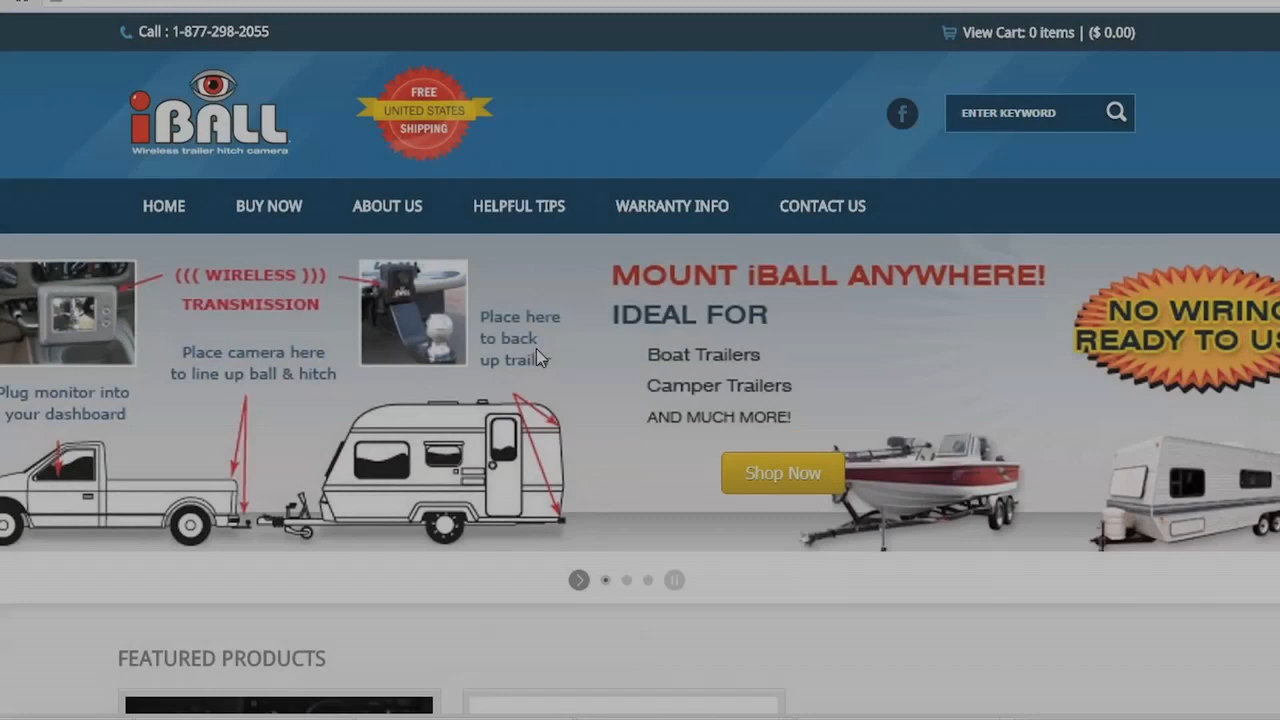 Call : 1-877-298-2055
View Cart: 0 items | ($ 0.00)
iBALL
Wireless trailer hitch camera
FREE
UNITED STATES
SHIPPING
ENTER KEYWORD
HOME
BUY NOW
ABOUT US
HELPFUL TIPS
WARRANTY INFO
CONTACT US
((( WIRELESS )))
TRANSMISSION
Place camera here
to line up ball & hitch
Plug monitor into
your dashboard
Place here
to back
up trailer
MOUNT iBALL ANYWHERE!
IDEAL FOR
Boat Trailers
Camper Trailers
AND MUCH MORE!
Shop Now
NO WIRING
READY TO US
FEATURED PRODUCTS